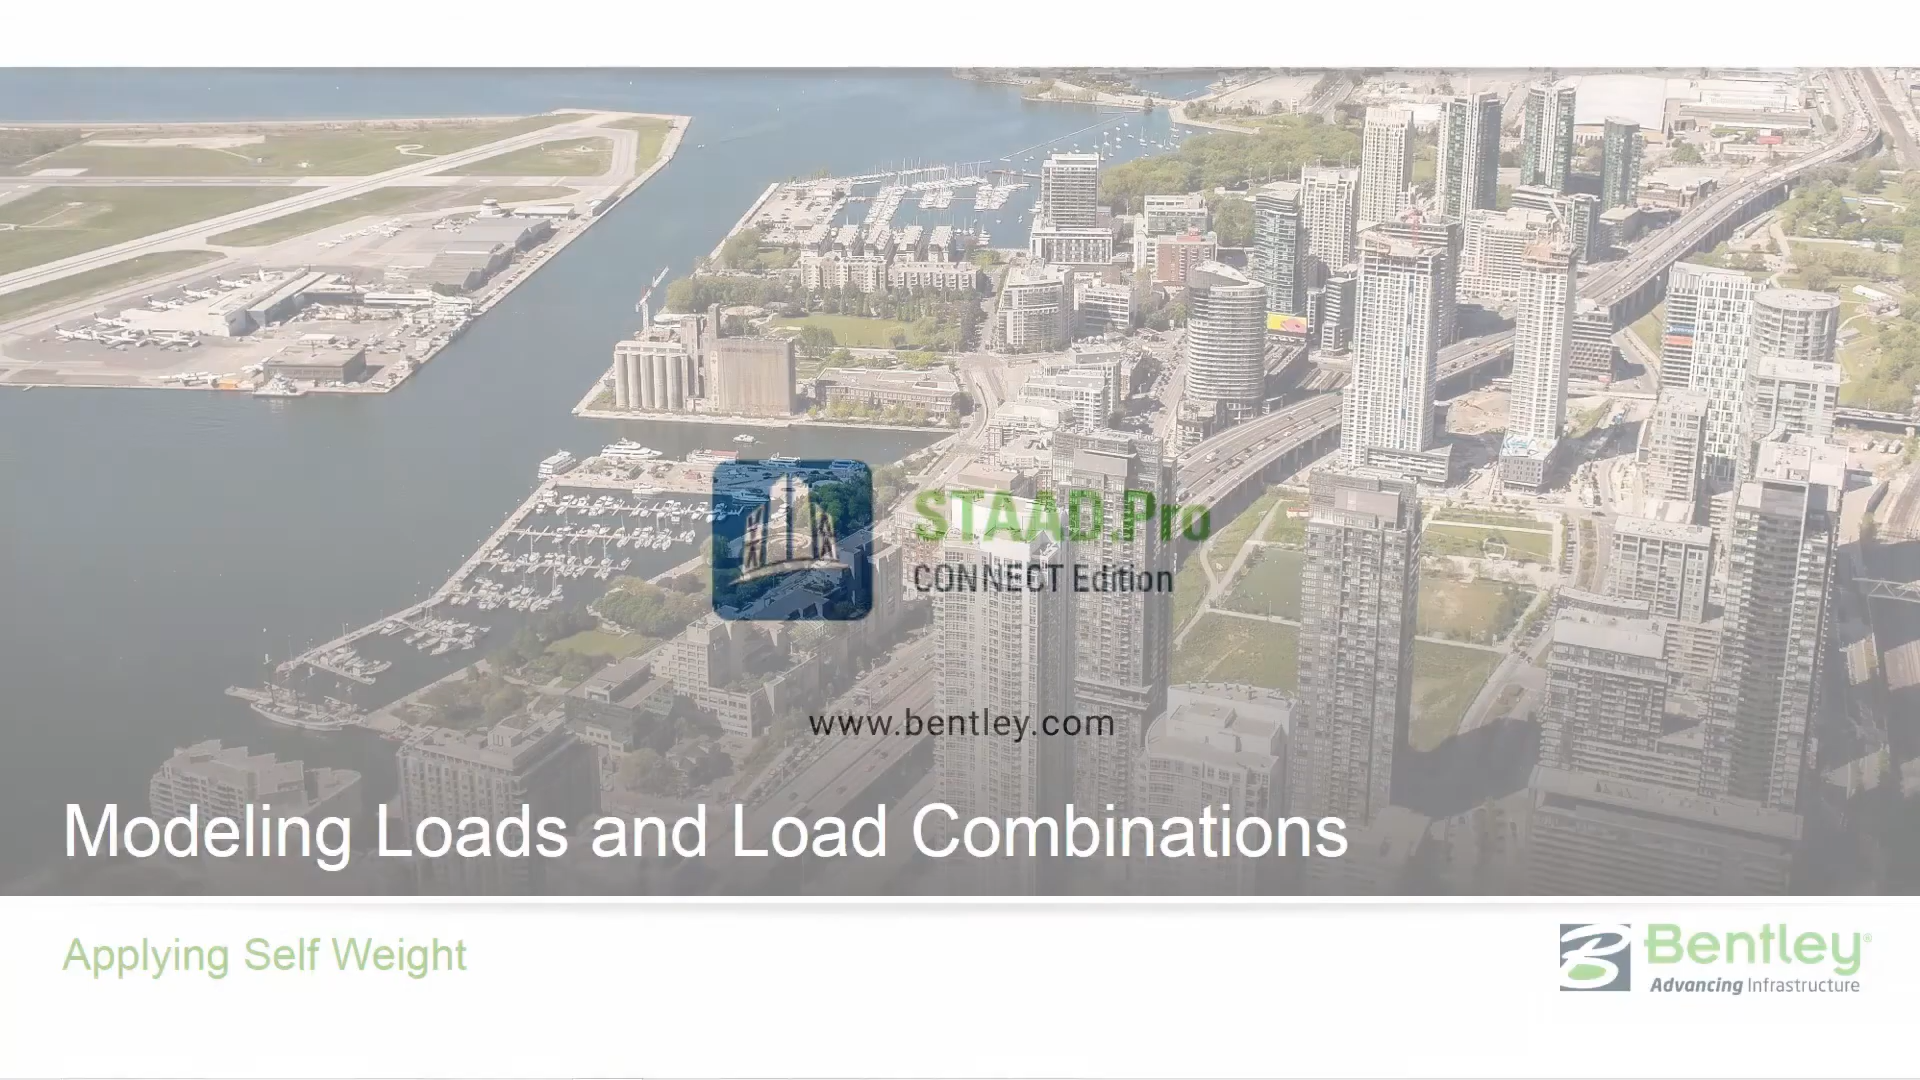 STAAD.Pro
CONNECT Edition
www.bentley.com
Modeling Loads and Load Combinations
Applying Self Weight
Bentley®
Advancing Infrastructure